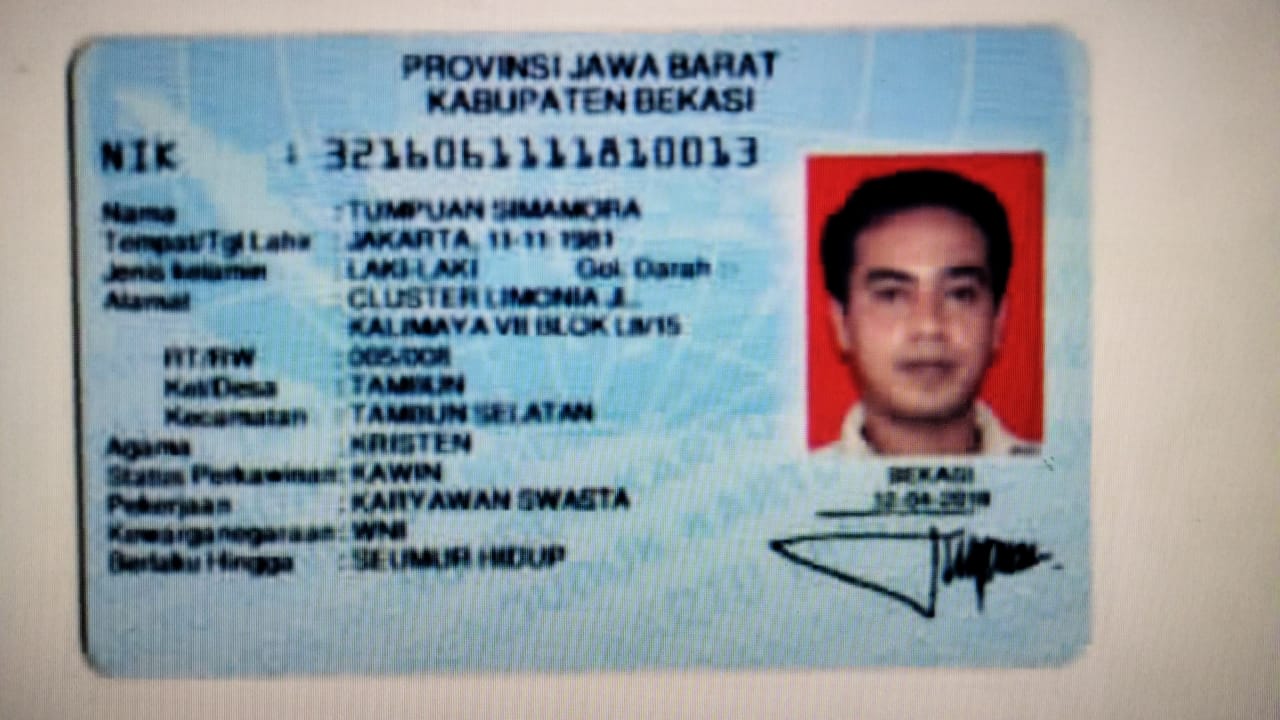 PROVINSI JAWA BARAT
KABUPATEN BEKASI
NIK : 3216061111810013
Nama : TUMPUAN SIMAMORA
Tempat/Tgl Lahir : JAKARTA, 11-11-1981
Jenis kelamin : LAKI-LAKI Gol. Darah
Alamat : CLUSTER LIMONIA JL.
KALIMAYA VII BLOK L8/15
RT/RW : 005/008
Kel/Desa : TAMBUN
Kecamatan : TAMBUN SELATAN
Agama : KRISTEN
Status Perkawinan: KAWIN
Pekerjaan : KARYAWAN SWASTA
Kewarganegaraan: WNI
Berlaku Hingga : SEUMUR HIDUP
BEKASI